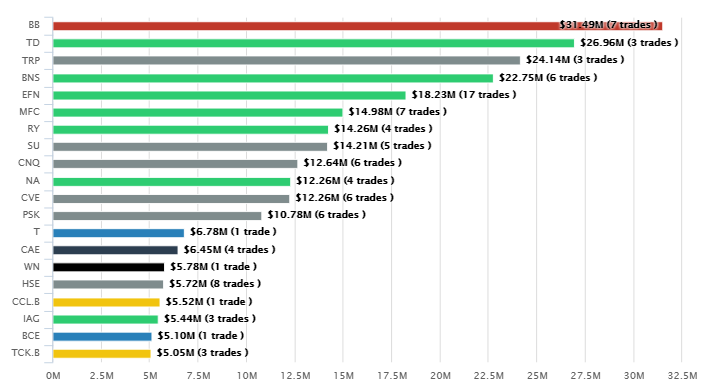 BB $31.49M (7 trades )
TD $26.96M (3 trades )
TRP $24.14M (3 trades )
BNS $22.75M (6 trades )
EFN $18.23M (17 trades )
MFC $14.98M (7 trades )
RY $14.26M (4 trades )
SU $14.21M (5 trades )
CNQ $12.64M (6 trades )
NA $12.26M (4 trades )
CVE $12.26M (6 trades )
PSK $10.78M (6 trades )
T $6.78M (1 trade )
CAE $6.45M (4 trades )
WN $5.78M (1 trade )
HSE $5.72M (8 trades )
CCL.B $5.52M (1 trade )
IAG $5.44M (3 trades )
BCE $5.10M (1 trade )
TCK.B $5.05M (3 trades )
0M 2.5M 5M 7.5M 10M 12.5M 15M 17.5M 20M 22.5M 25M 27.5M 30M 32.5M